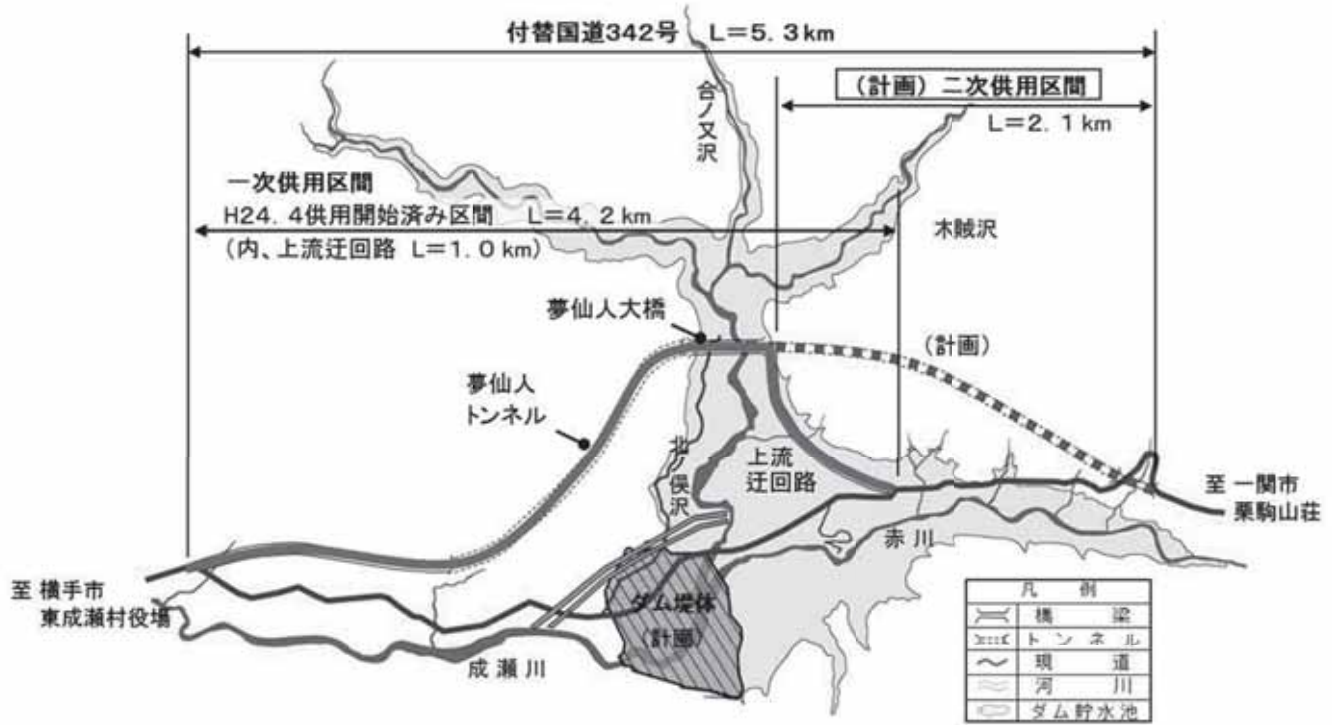 付替国道342号 L=5.3km
(計画)二次供用区間
L=2.1km
合ノ又沢
一次供用区間
H24.4供用開始済み区間 L=4.2km
(内、上流迂回路 L=1.0km)
木賊沢
夢仙人大橋
(計画)
夢仙人
トンネル
北ノ俣沢
上流
迂回路
至 一関市
栗駒山荘
赤川
至 横手市
東成瀬村役場
ダム堤体
(計画)
成瀬川
凡例
橋梁
トンネル
現道
河川
ダム貯水池